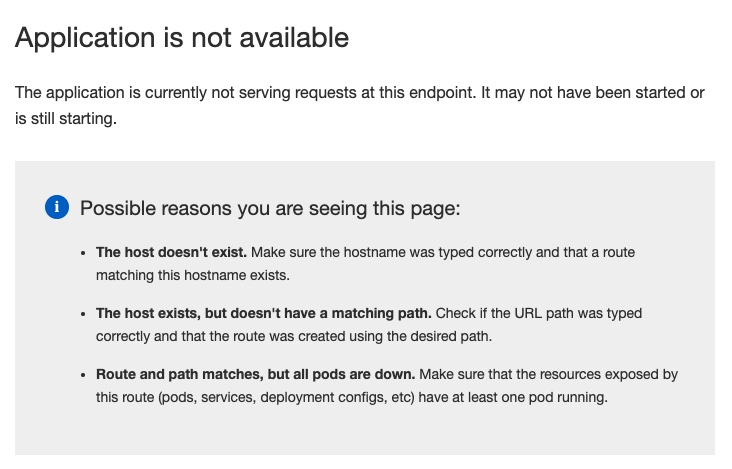 Application is not available
The application is currently not serving requests at this endpoint. It may not have been started or
is still starting.
i Possible reasons you are seeing this page:
• The host doesn't exist. Make sure the hostname was typed correctly and that a route
matching this hostname exists.
• The host exists, but doesn't have a matching path. Check if the URL path was typed
correctly and that the route was created using the desired path.
• Route and path matches, but all pods are down. Make sure that the resources exposed by
this route (pods, services, deployment configs, etc) have at least one pod running.